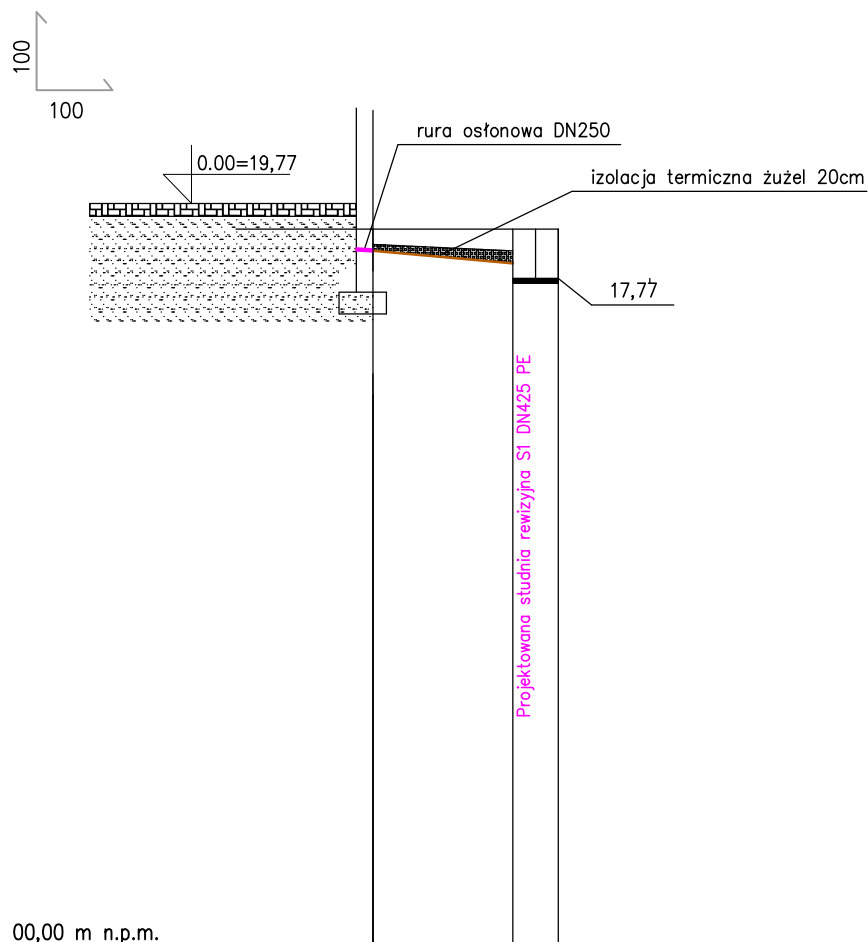 100
100
rura osłonowa DN250
0.00=19,77
izolacja termiczna żużel 20cm
17,77
Projektowana studnia rewizyjna S1 DN425 PE
00,00 m n.p.m.